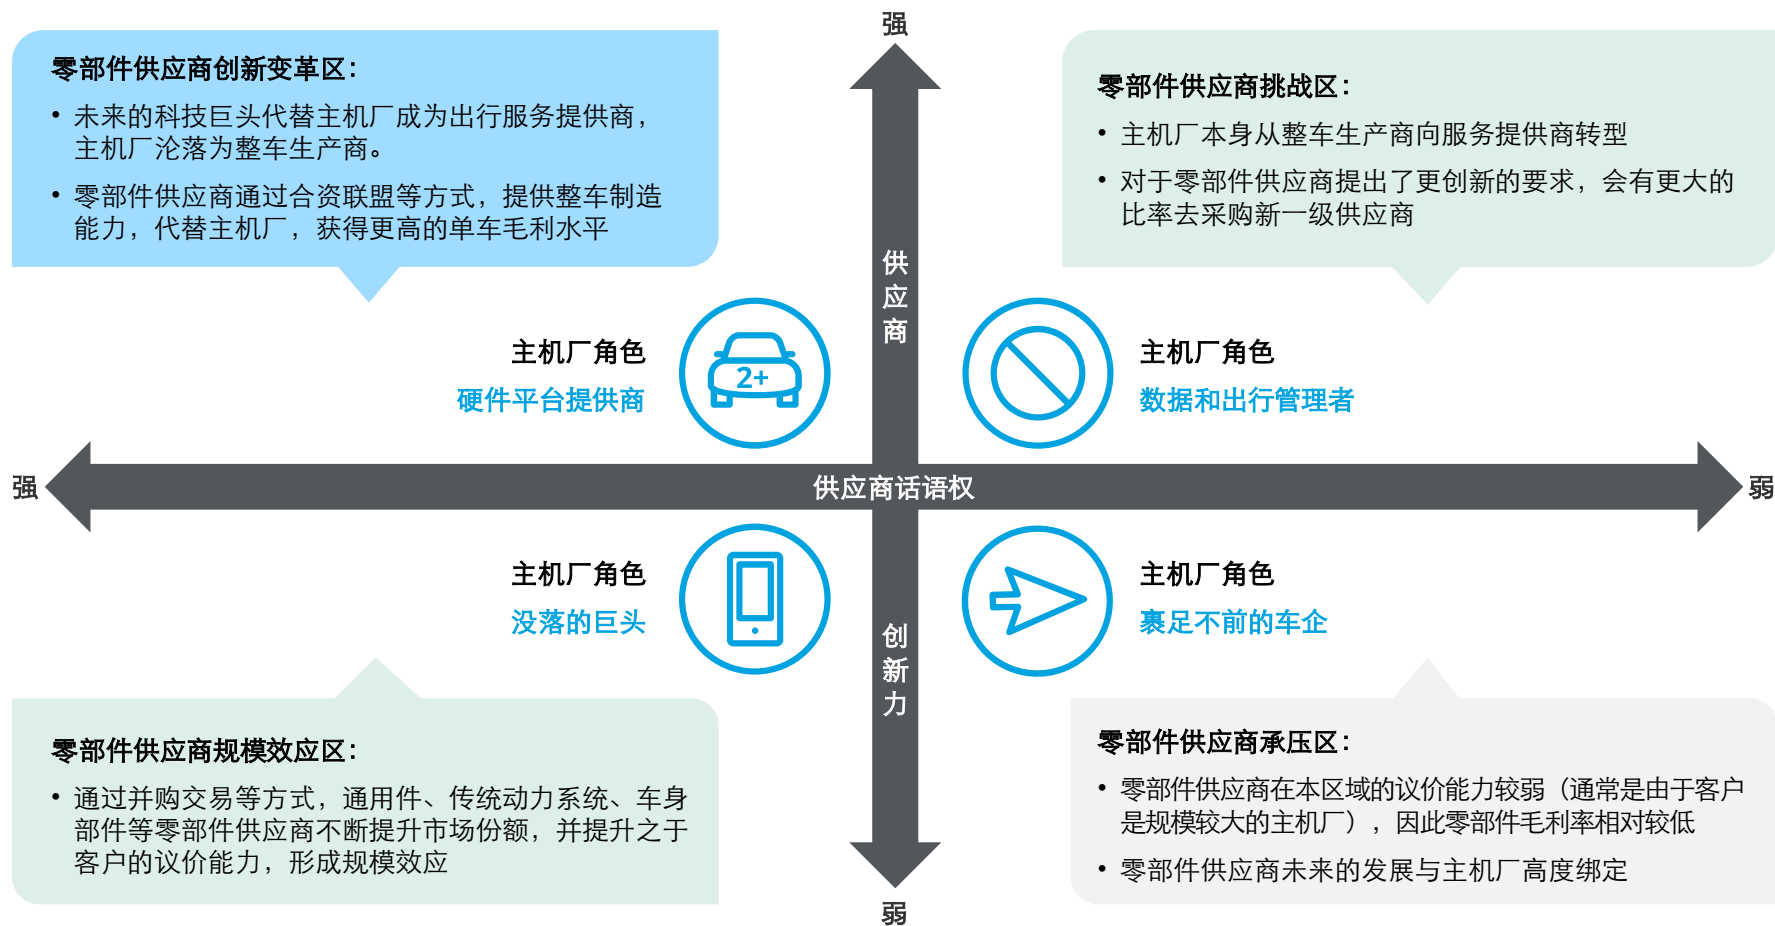 强
零部件供应商创新变革区：
• 未来的科技巨头代替主机厂成为出行服务提供商，
主机厂沦落为整车生产商。
• 零部件供应商通过合资联盟等方式，提供整车制造
能力，代替主机厂，获得更高的单车毛利水平
零部件供应商挑战区：
• 主机厂本身从整车生产商向服务提供商转型
• 对于零部件供应商提出了更创新的要求，会有更大的
比率去采购新一级供应商
供应商
主机厂角色
硬件平台提供商
2+
主机厂角色
数据和出行管理者
强
供应商话语权
弱
主机厂角色
没落的巨头
主机厂角色
裹足不前的车企
创新力
零部件供应商规模效应区：
• 通过并购交易等方式，通用件、传统动力系统、车身
部件等零部件供应商不断提升市场份额，并提升之于
客户的议价能力，形成规模效应
零部件供应商承压区：
• 零部件供应商在本区域的议价能力较弱（通常是由于客户
是规模较大的主机厂），因此零部件毛利率相对较低
• 零部件供应商未来的发展与主机厂高度绑定
弱